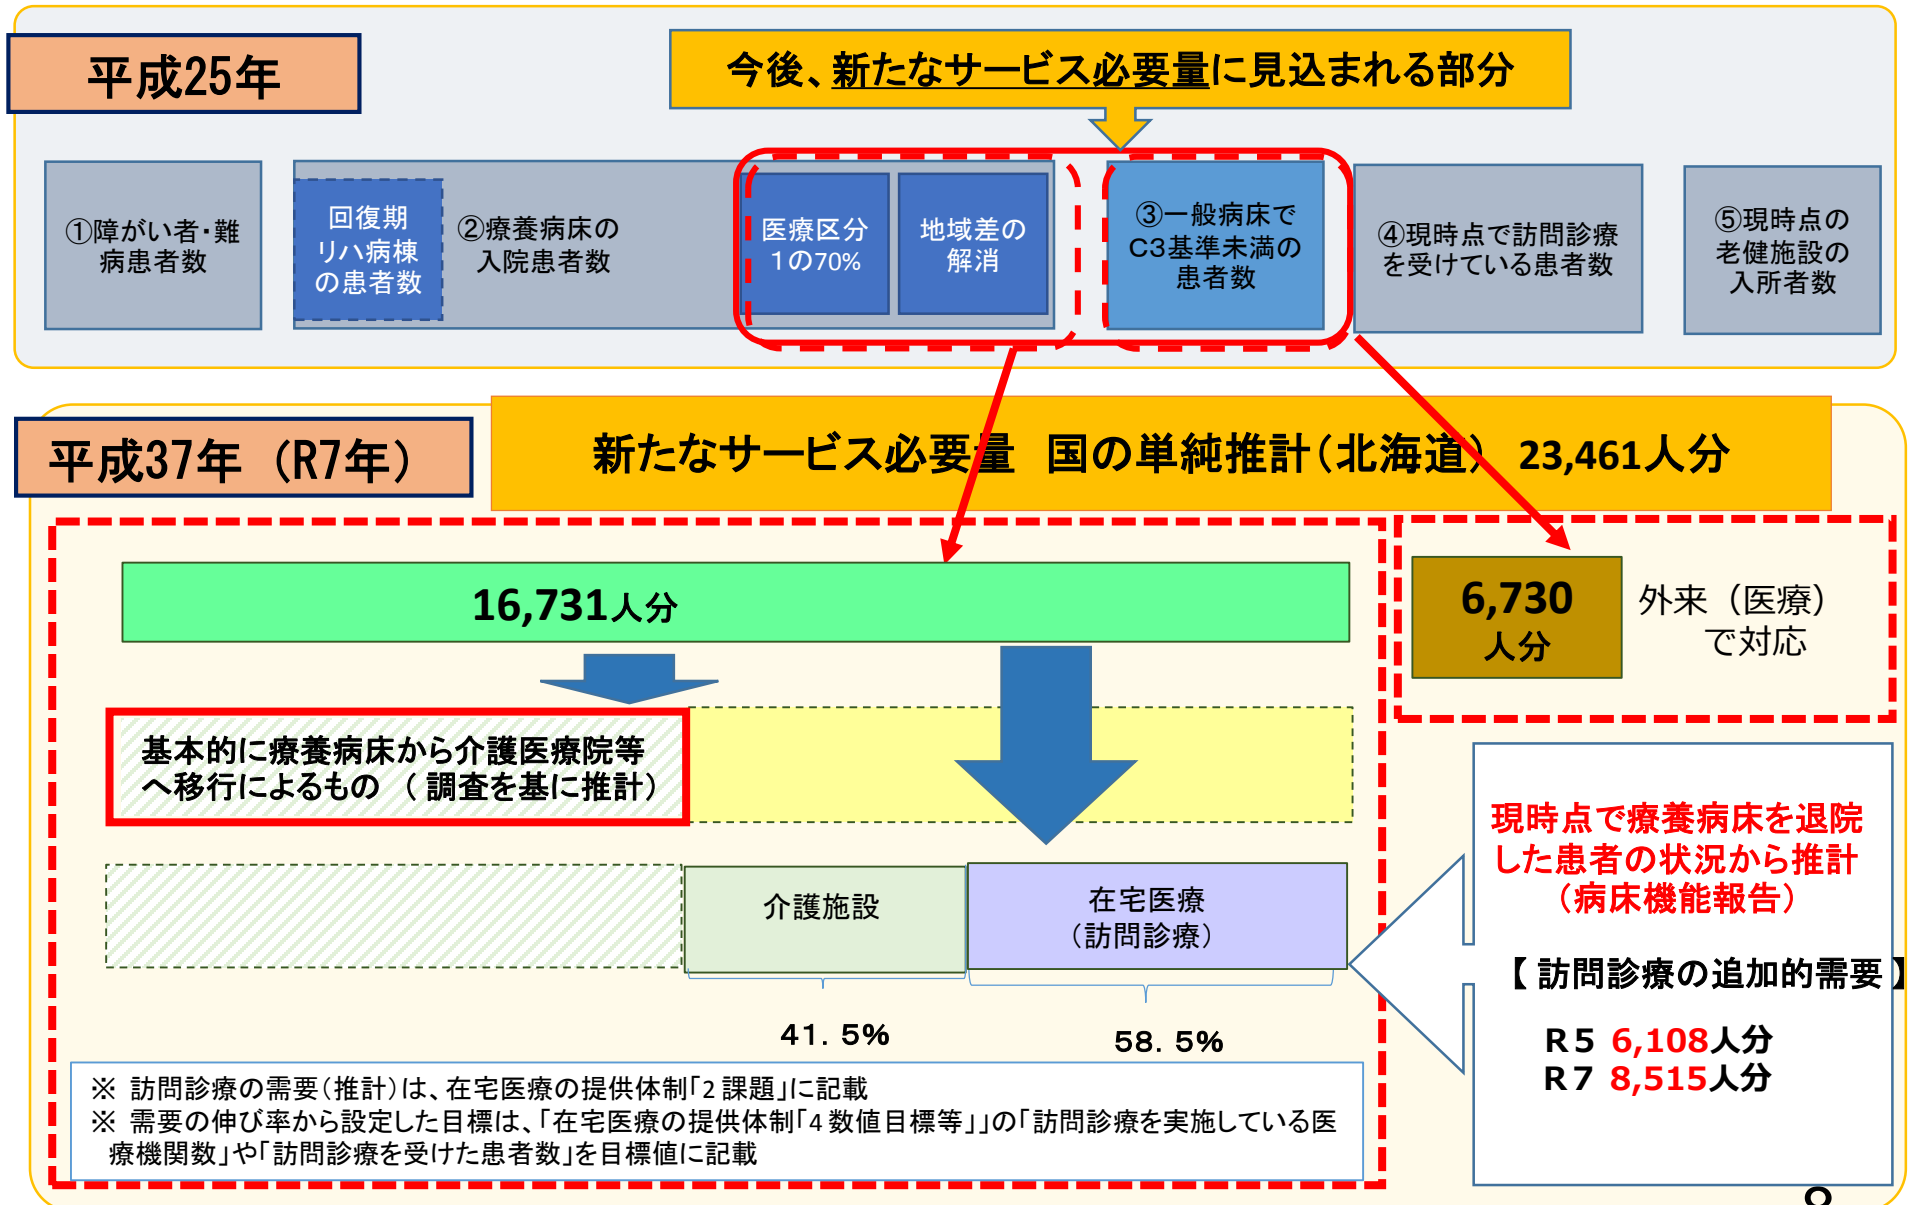 平成25年
今後、新たなサービス必要量に見込まれる部分
①障がい者・難
病患者数
回復期
リハ病棟
の患者数
②療養病床の
入院患者数
医療区分
1の70%
地域差の
解消
③一般病床で
C3基準未満の
患者数
④現時点で訪問診療
を受けている患者数
⑤現時点の
老健施設の
入所者数
平成37年（R7年）
新たなサービス必要量　国の単純推計（北海道）　23,461人分
16,731人分
6,730
人分
外来（医療）
で対応
基本的に療養病床から介護医療院等
へ移行によるもの （ 調査を基に推計）
介護施設
在宅医療
（訪問診療）
41．5%
58．5%
現時点で療養病床を退院
した患者の状況から推計
（病床機能報告）
【 訪問診療の追加的需要 】
R5 6,108人分
R7 8,515人分
※ 訪問診療の需要（推計）は、在宅医療の提供体制「2 課題」に記載
※ 需要の伸び率から設定した目標は、「在宅医療の提供体制「4 数値目標等」」の「訪問診療を実施している医
療機関数」や「訪問診療を受けた患者数」を目標値に記載